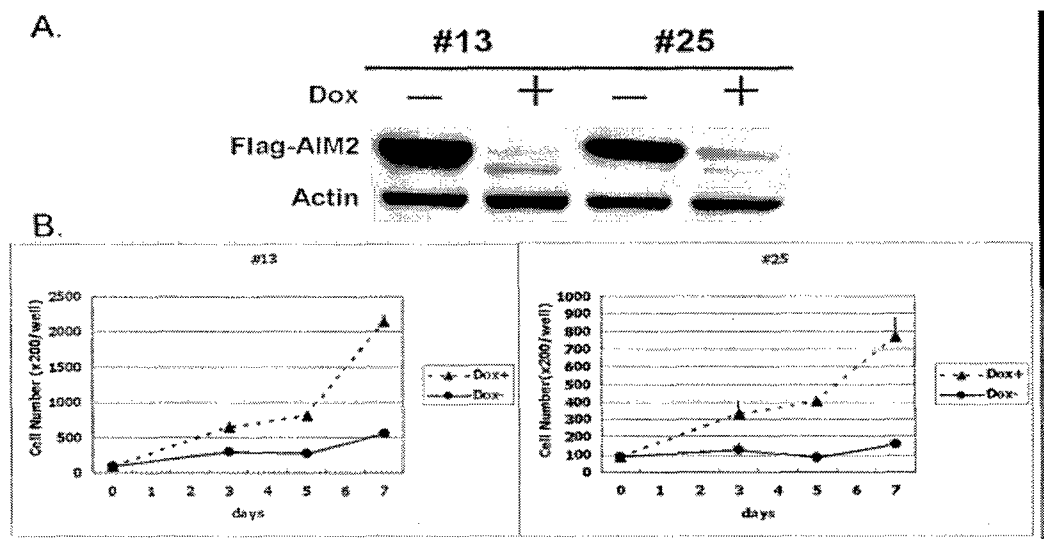 A.
#13 #25
Dox — + — +
Flag-AIM2
Actin
B.
#13
Cell Number (x200/well)
2500
2000
1500
1000
500
0
0 1 2 3 4 5 6 7
days
Dox+
Dox-
#25
Cell Number(x200/well)
1000
900
800
700
600
500
400
300
200
100
0
0 1 2 3 4 5 6 7
days
Dox+
Dox-